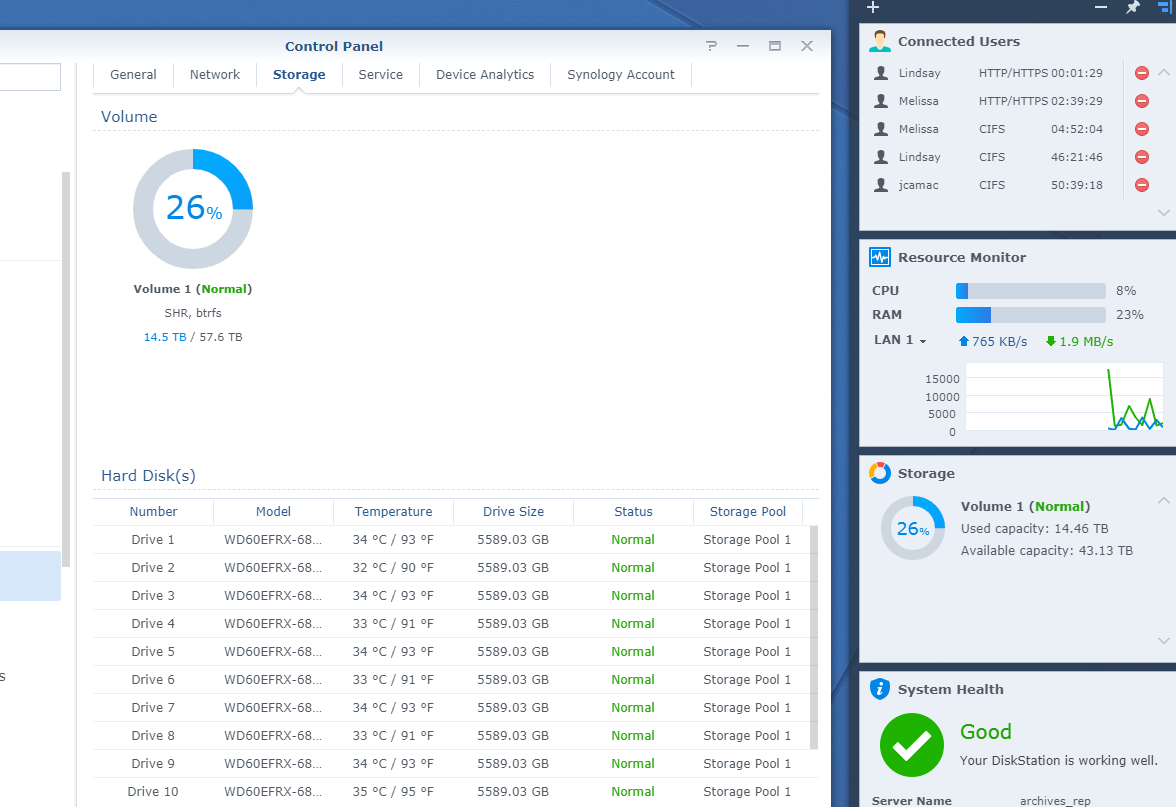 Control Panel
General Network Storage Service Device Analytics Synology Account
Volume
26%
Volume 1 (Normal)
SHR, btrfs
14.5 TB / 57.6 TB
Hard Disk(s)
Number Model Temperature Drive Size Status Storage Pool
Drive 1 WD60EFRX-68... 34 °C / 93 °F 5589.03 GB Normal Storage Pool 1
Drive 2 WD60EFRX-68... 32 °C / 90 °F 5589.03 GB Normal Storage Pool 1
Drive 3 WD60EFRX-68... 34 °C / 93 °F 5589.03 GB Normal Storage Pool 1
Drive 4 WD60EFRX-68... 33 °C / 91 °F 5589.03 GB Normal Storage Pool 1
Drive 5 WD60EFRX-68... 34 °C / 93 °F 5589.03 GB Normal Storage Pool 1
Drive 6 WD60EFRX-68... 33 °C / 91 °F 5589.03 GB Normal Storage Pool 1
Drive 7 WD60EFRX-68... 34 °C / 93 °F 5589.03 GB Normal Storage Pool 1
Drive 8 WD60EFRX-68... 33 °C / 91 °F 5589.03 GB Normal Storage Pool 1
Drive 9 WD60EFRX-68... 34 °C / 93 °F 5589.03 GB Normal Storage Pool 1
Drive 10 WD60EFRX-68... 35 °C / 95 °F 5589.03 GB Normal Storage Pool 1
s
Connected Users
Lindsay HTTP/HTTPS 00:01:29
Melissa HTTP/HTTPS 02:39:29
Melissa CIFS 04:52:04
Lindsay CIFS 46:21:46
jcamac CIFS 50:39:18
Resource Monitor
CPU 8%
RAM 23%
LAN 1 765 KB/s 1.9 MB/s
15000
10000
5000
0
Storage
26%
Volume 1 (Normal)
Used capacity: 14.46 TB
Available capacity: 43.13 TB
System Health
Good
Your DiskStation is working well.
Server Name archives_rep